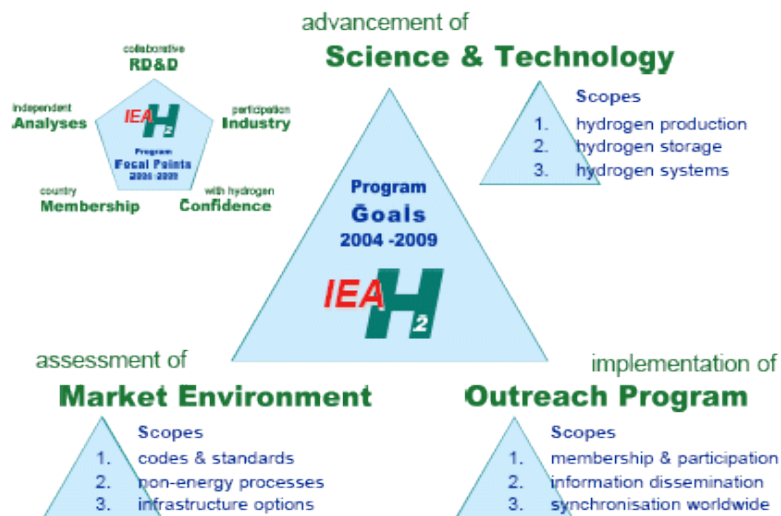 advancement of
Science & Technology
Scopes
1. hydrogen production
2. hydrogen storage
3. hydrogen systems
collaborative
RD&D
independent
Analyses
participation
Industry
IEA H2
Program
Focal Points
2004 -2009
country
Membership
with hydrogen
Confidence
Program
Goals
2004 -2009
IEA H2
assessment of
Market Environment
Scopes
1. codes & standards
2. non-energy processes
3. infrastructure options
implementation of
Outreach Program
Scopes
1. membership & participation
2. information dissemination
3. synchronisation worldwide